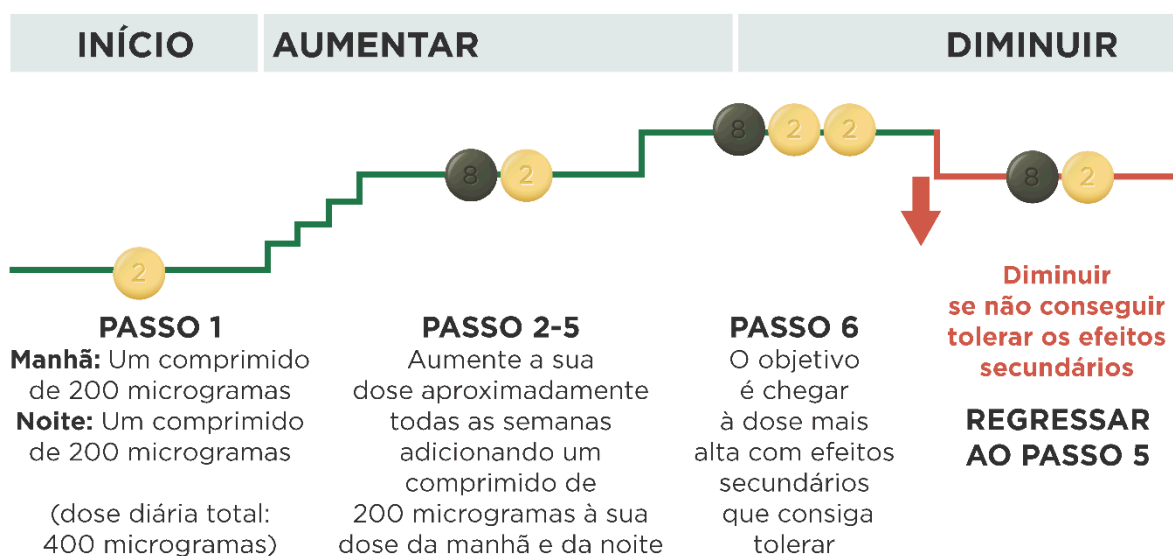 INÍCIO
AUMENTAR
DIMINUIR
2
8 2
8 2 2
8 2
PASSO 1
Manhã: Um comprimido
de 200 microgramas
Noite: Um comprimido
de 200 microgramas
(dose diária total:
400 microgramas)
PASSO 2-5
Aumente a sua
dose aproximadamente
todas as semanas
adicionando um
comprimido de
200 microgramas à sua
dose da manhã e da noite
PASSO 6
O objetivo
é chegar
à dose mais
alta com efeitos
secundários
que consiga
tolerar
Diminuir
se não conseguir
tolerar os efeitos
secundários
REGRESSAR
AO PASSO 5